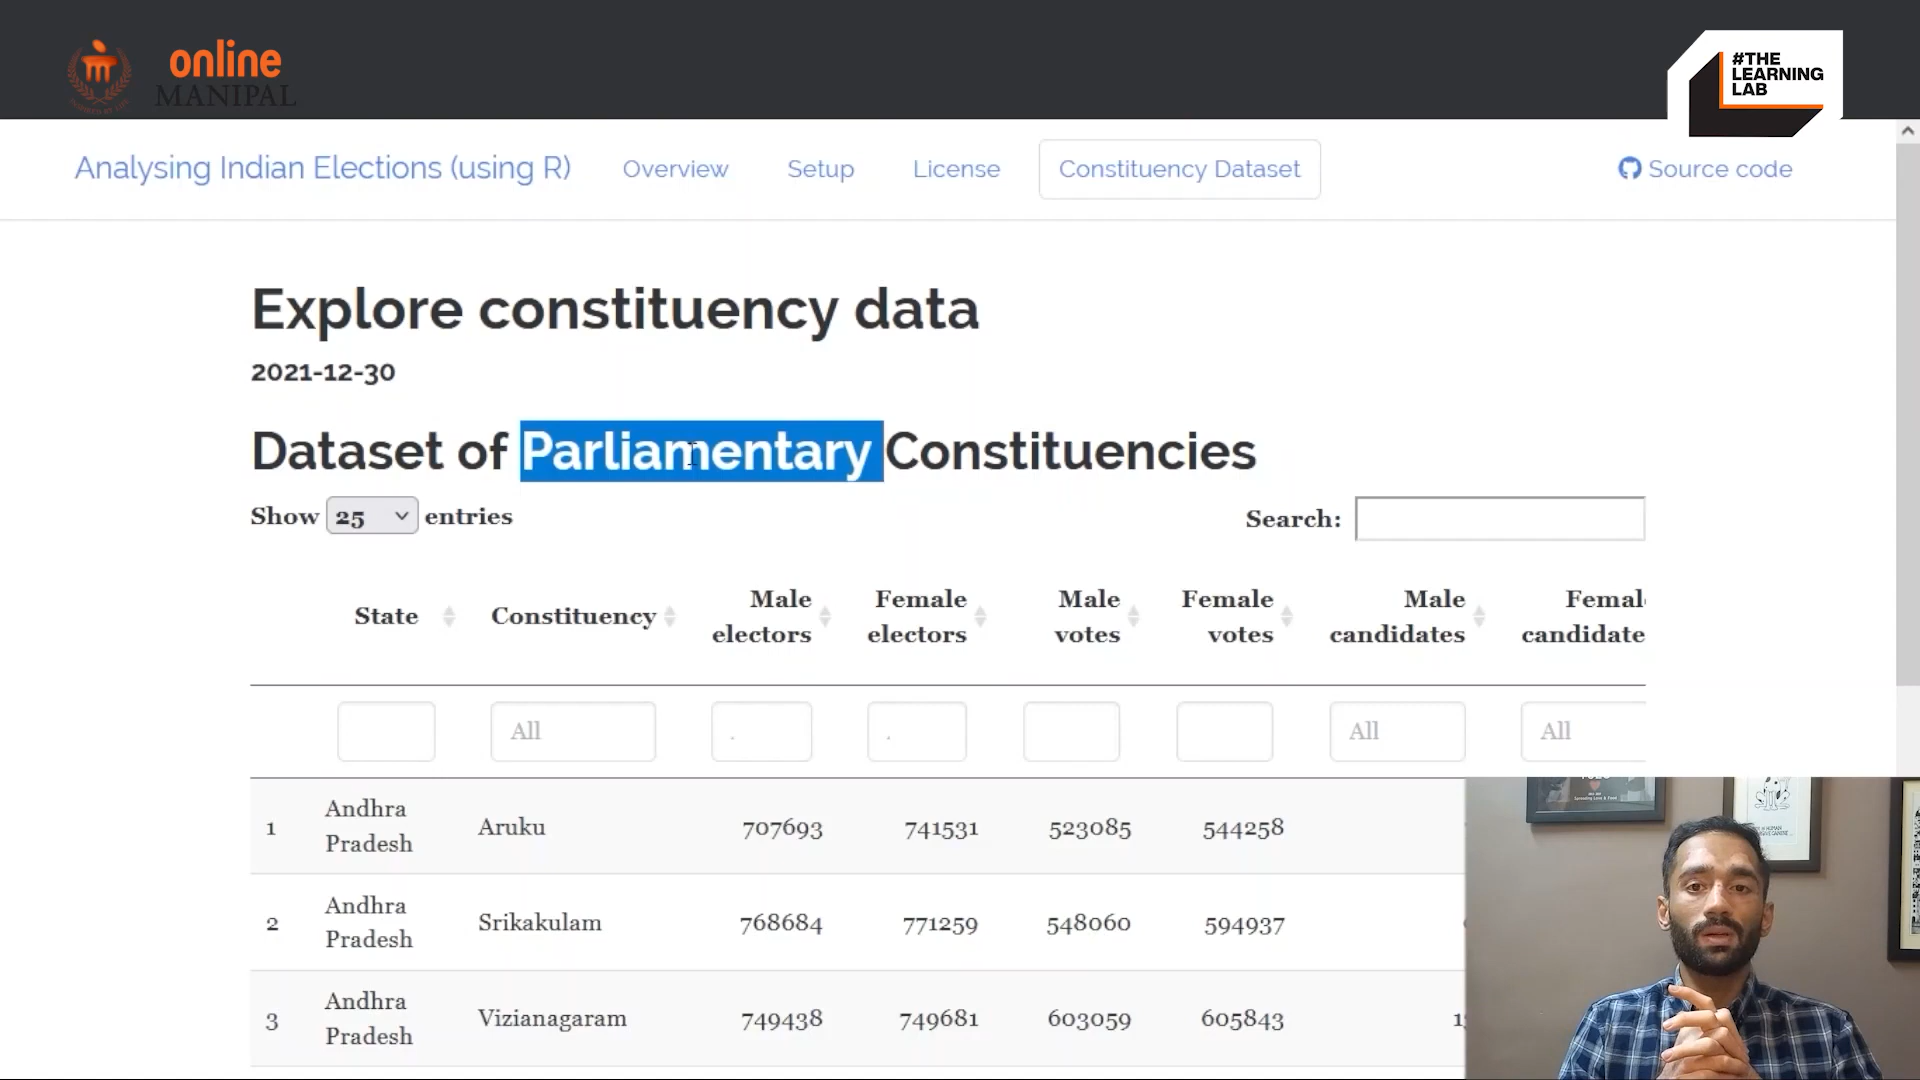 online
MANIPAL
#THE
LEARNING
LAB
Analysing Indian Elections (using R) Overview Setup License Constituency Dataset Source code
Explore constituency data
2021-12-30
Dataset of Parliamentary Constituencies
Show 25 entries Search:
State Constituency Male electors Female electors Male votes Female votes Male candidates Femal candidate
All . . All All
1 Andhra Pradesh Aruku 707693 741531 523085 544258
2 Andhra Pradesh Srikakulam 768684 771259 548060 594937
3 Andhra Pradesh Vizianagaram 749438 749681 603059 605843